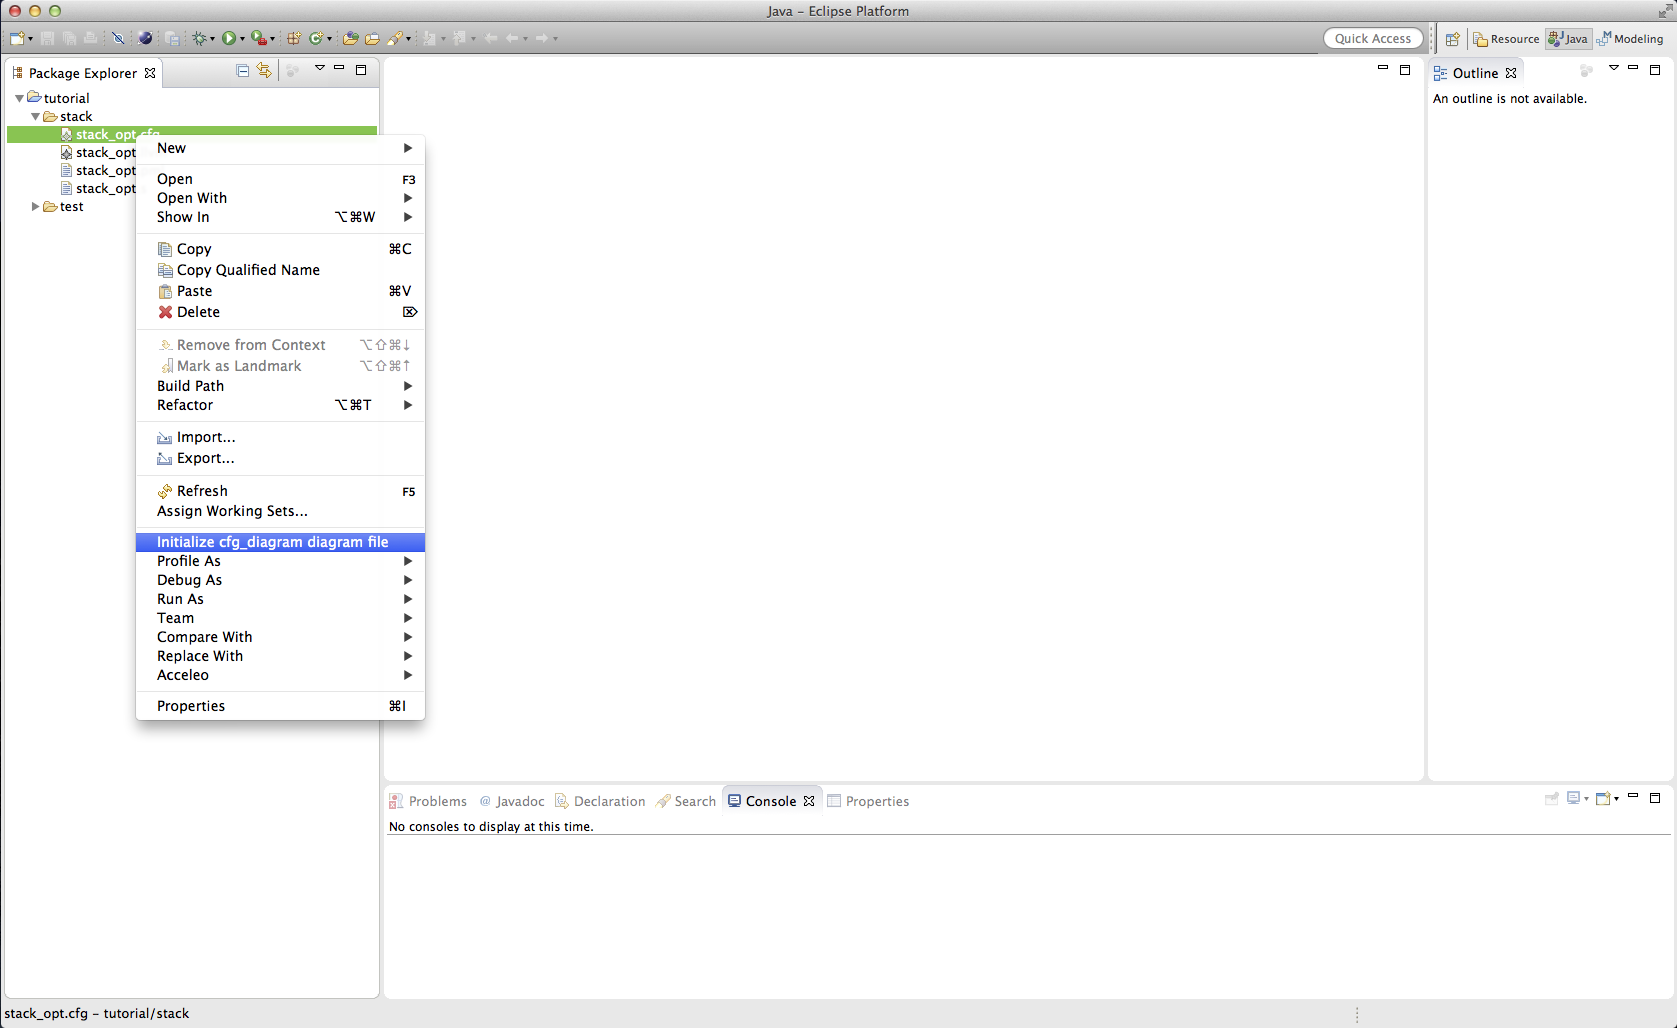 Java – Eclipse Platform
Quick Access
Resource
Java
Modeling
Package Explorer
tutorial
stack
stack_opt.cfg
stack_opt
stack_opt
stack_opt
test
New
Open F3
Open With
Show In ⌥⌘W
Copy ⌘C
Copy Qualified Name
Paste ⌘V
Delete ⌦
Remove from Context ⌥⇧⌘↓
Mark as Landmark ⌥⇧⌘↑
Build Path
Refactor ⌥⌘T
Import...
Export...
Refresh F5
Assign Working Sets...
Initialize cfg_diagram diagram file
Profile As
Debug As
Run As
Team
Compare With
Replace With
Acceleo
Properties ⌘I
Outline
An outline is not available.
Problems @ Javadoc Declaration Search Console Properties
No consoles to display at this time.
stack_opt.cfg – tutorial/stack